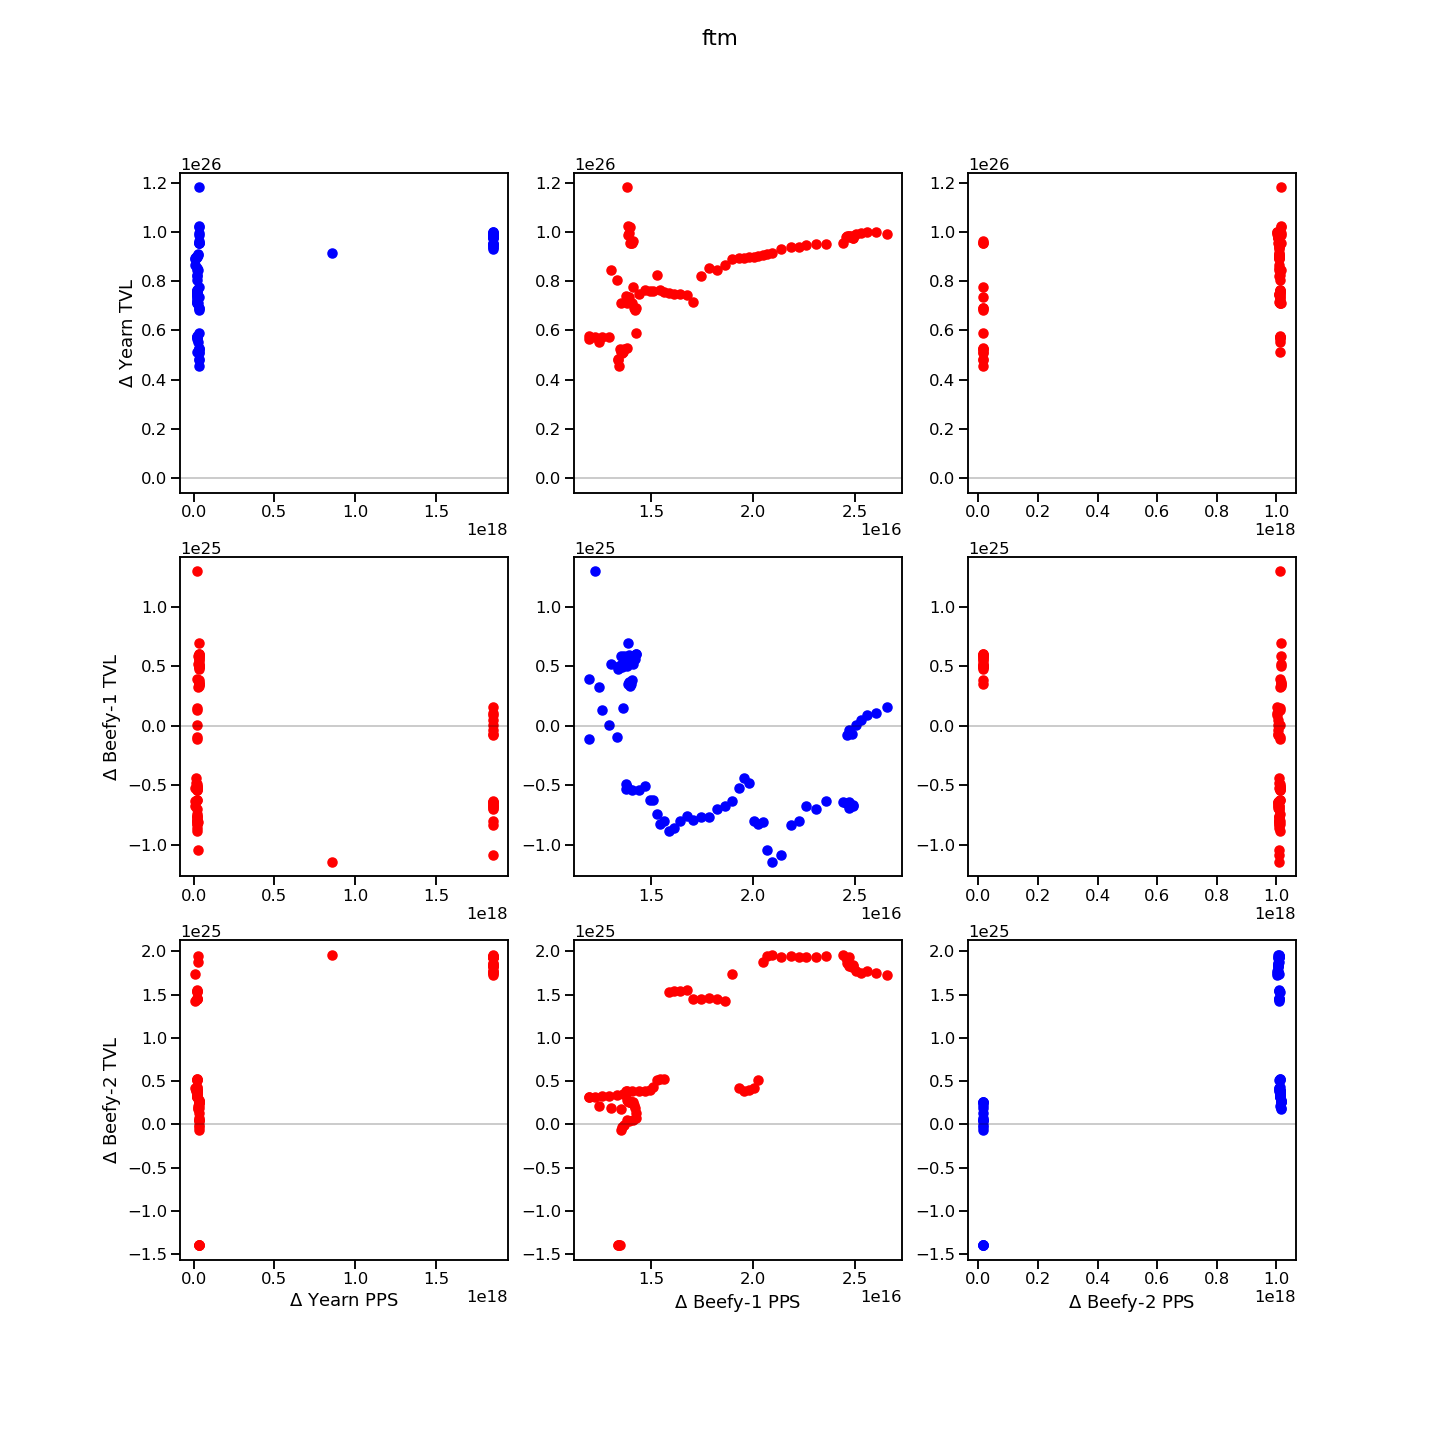 ftm
1e26 1e26 1e26
1.2 1.2 1.2
1.0 1.0 1.0
0.8 0.8 0.8
0.6 0.6 0.6
0.4 0.4 0.4
0.2 0.2 0.2
0.0 0.0 0.0
Δ Yearn TVL
0.0 0.5 1.0 1.5 1.5 2.0 2.5 0.0 0.2 0.4 0.6 0.8 1.0
1e18 1e16 1e18
1e25 1e25 1e25
1.0 1.0 1.0
0.5 0.5 0.5
0.0 0.0 0.0
−0.5 −0.5 −0.5
−1.0 −1.0 −1.0
Δ Beefy-1 TVL
0.0 0.5 1.0 1.5 1.5 2.0 2.5 0.0 0.2 0.4 0.6 0.8 1.0
1e18 1e16 1e18
1e25 1e25 1e25
2.0 2.0 2.0
1.5 1.5 1.5
1.0 1.0 1.0
0.5 0.5 0.5
0.0 0.0 0.0
−0.5 −0.5 −0.5
−1.0 −1.0 −1.0
−1.5 −1.5 −1.5
Δ Beefy-2 TVL
0.0 0.5 1.0 1.5 1.5 2.0 2.5 0.0 0.2 0.4 0.6 0.8 1.0
1e18 1e16 1e18
Δ Yearn PPS Δ Beefy-1 PPS Δ Beefy-2 PPS